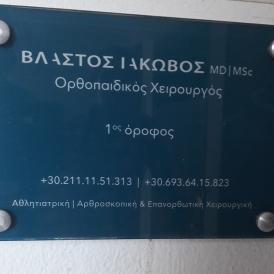 ΒΛΑΣΤΟΣ ΙΑΚΩΒΟΣ MD|MSc
Ορθοπαιδικός Χειρουργός
1ος όροφος
+30.211.11.51.313 | +30.693.64.15.823
Αθλητιατρική | Αρθροσκοπική & Επανορθωτική Χειρουργική